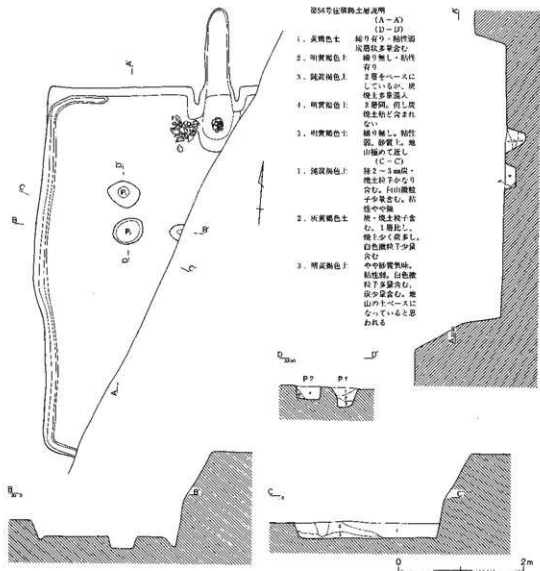 第56号住居跡土層説明
(A－A')
(D－D')
1．黄褐色土 締り有り・粘性弱
炭層状多量含む
2．明黄褐色土 締り無し・粘性
有り
3．鈍黄褐色土 2層をベースに
しているが、炭
焼土多量混入
4．明黄褐色土 2層同。但し炭
焼土殆ど含まれ
ない
5．明黄褐色土 締り無し。粘性
弱。砂質土。地
山極めて近し
(C－C')
1．鈍黄褐色土 径2～3㎜炭・
焼土粒子かなり
含む。白山微粒
子少量含む。粘
性やや強
2．灰黄褐色土 炭・焼土粒子含
む、1層比し、
焼土少く炭多し。
白色微粒子少量
含む
3．明黄褐色土 やや砂質気味。
粘性弱。白色微
粒子多量含む、
炭少量含む。地
山の土ベースに
なっていると思
われる
A'
A'
C
B
D'
P₁
P₁
B'
D
C'
A
A
D
D'
P?
P?
B
B'
C
C'
0
2m